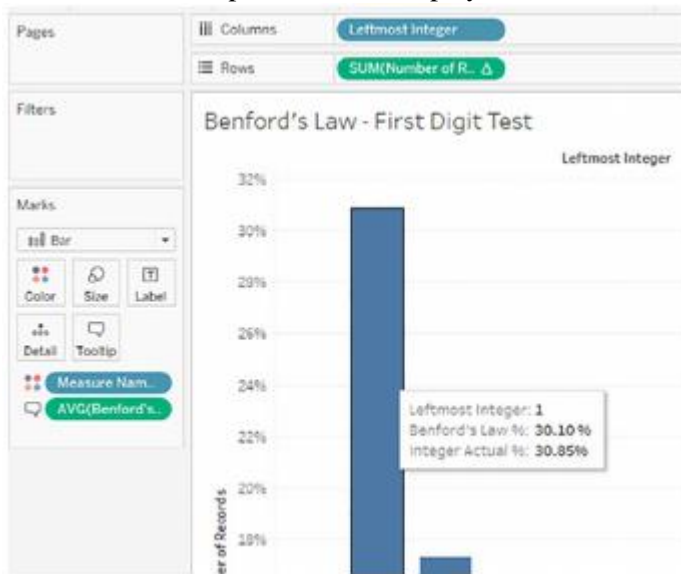 Pages
Columns
Leftmost Integer
Rows
SUM(Number of R.. Δ
Filters
Benford's Law - First Digit Test
Leftmost Integer
32%
Marks
Bar
30%
Color
Size
Label
28%
Detail
Tooltip
26%
Measure Nam..
24%
AVG(Benford's..
Leftmost Integer: 1
Benford's Law %: 30.10 %
Integer Actual %: 30.85%
22%
20%
18%
er of Records